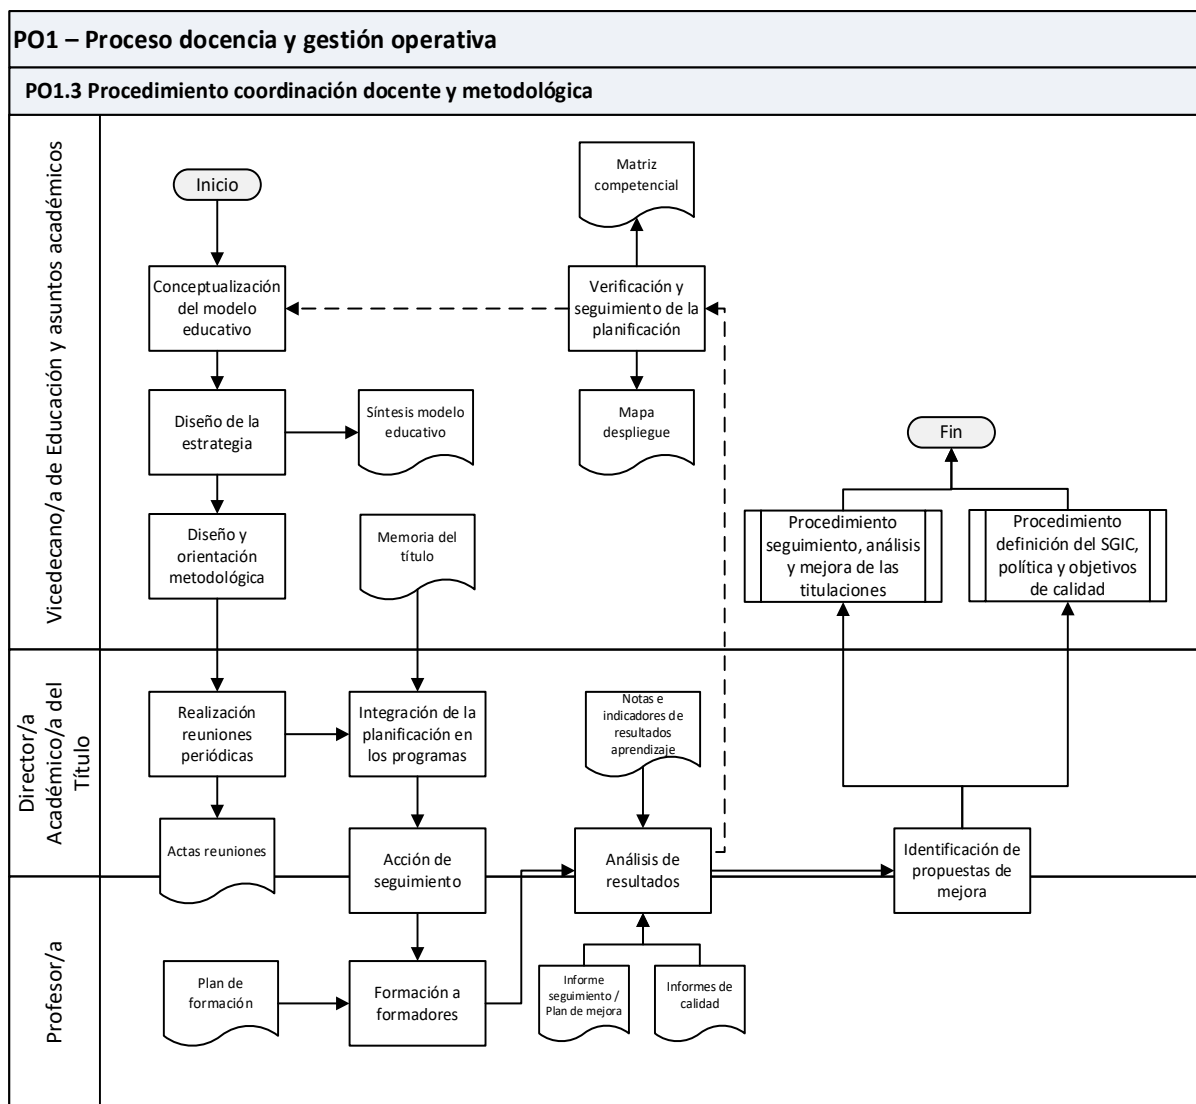 PO1 – Proceso docencia y gestión operativa
PO1.3 Procedimiento coordinación docente y metodológica
Vicedecano/a de Educación y asuntos académicos
Inicio
Matriz
competencial
Conceptualización
del modelo
educativo
Verificación y
seguimiento de la
planificación
Diseño de la
estrategia
Síntesis modelo
educativo
Mapa
despliegue
Fin
Diseño y
orientación
metodológica
Memoria del
título
Procedimiento
seguimiento, análisis
y mejora de las
titulaciones
Procedimiento
definición del SGIC,
política y objetivos
de calidad
Director/a
Académico/a del
Título
Realización
reuniones
periódicas
Integración de la
planificación en
los programas
Notas e
indicadores de
resultados
aprendizaje
Actas reuniones
Acción de
seguimiento
Análisis de
resultados
Identificación de
propuestas de
mejora
Profesor/a
Plan de
formación
Formación a
formadores
Informe
seguimiento /
Plan de mejora
Informes de
calidad